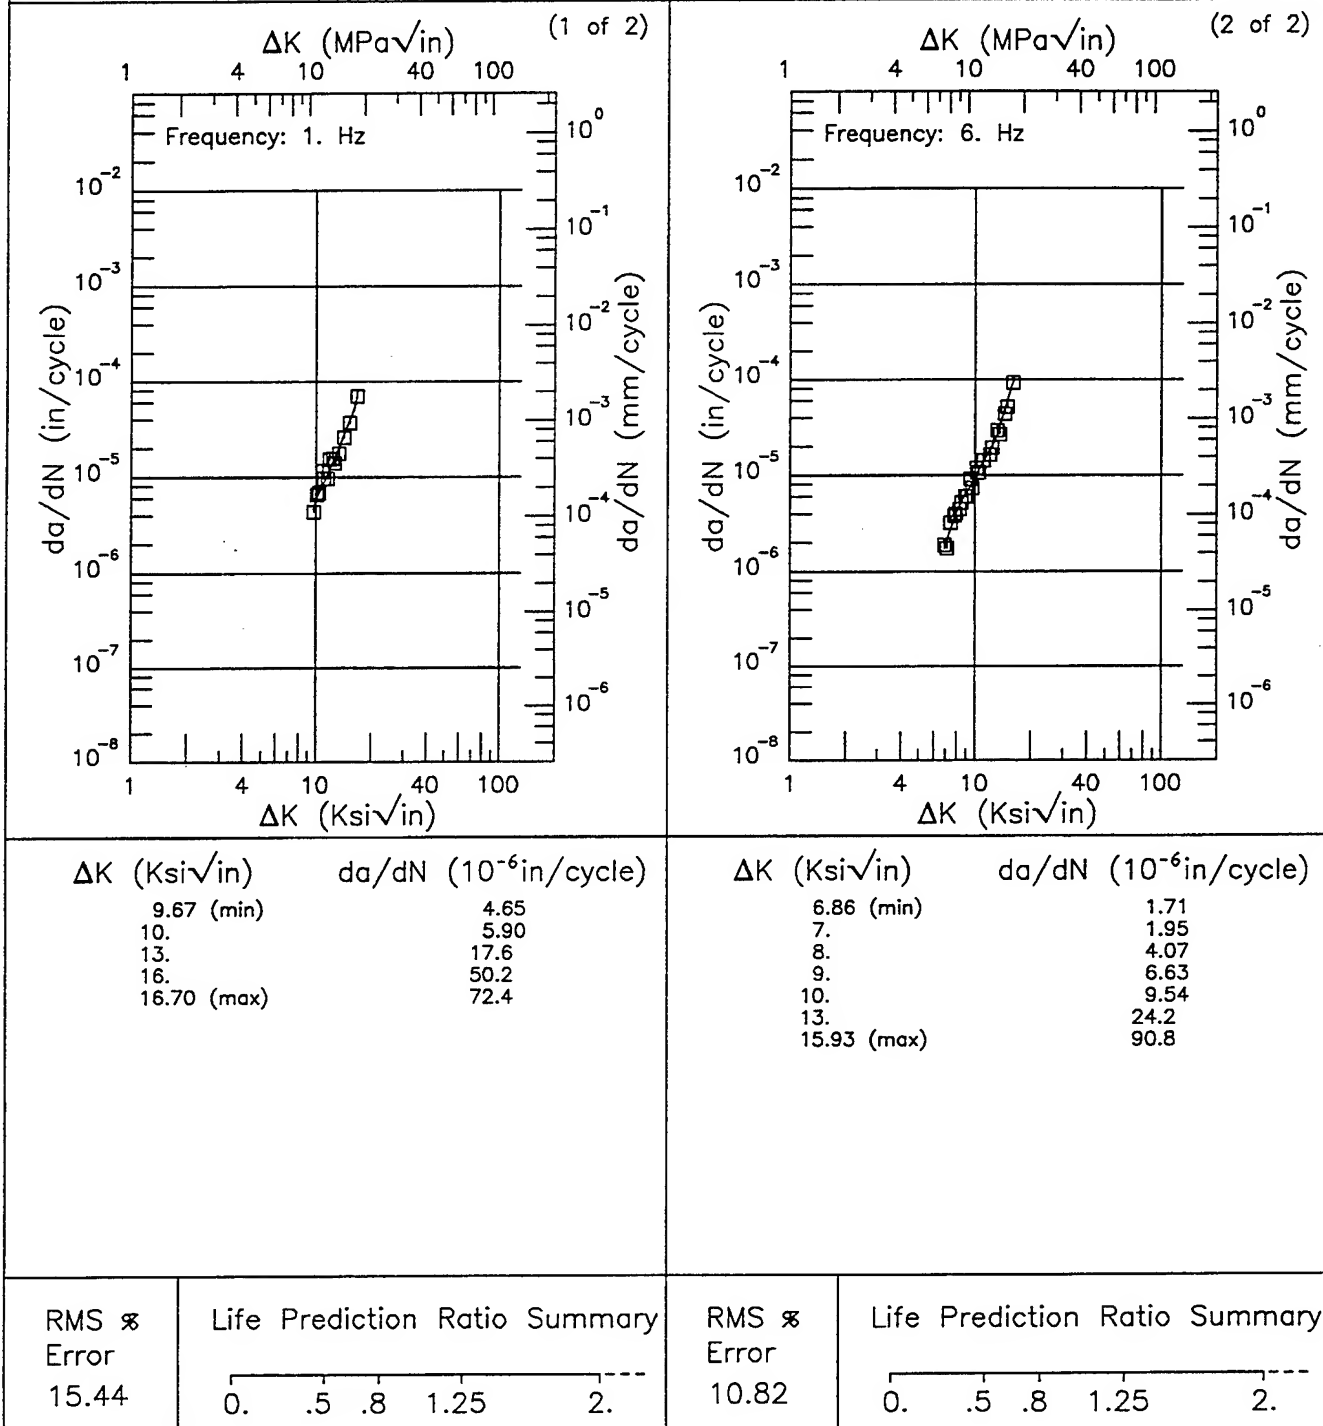 (1 of 2)
ΔK (MPa√in)
1 4 10 40 100
Frequency: 1. Hz
10⁰
10⁻²
10⁻¹
10⁻³
10⁻²
10⁻⁴
10⁻³
10⁻⁵
10⁻⁴
10⁻⁶
10⁻⁵
10⁻⁷
10⁻⁶
10⁻⁸
da/dN (in/cycle)
da/dN (mm/cycle)
1 4 10 40 100
ΔK (Ksi√in)
ΔK (Ksi√in) da/dN (10⁻⁶in/cycle)
9.67 (min) 4.65
10. 5.90
13. 17.6
16. 50.2
16.70 (max) 72.4
RMS % Life Prediction Ratio Summary
Error
15.44
0. .5 .8 1.25 2.
(2 of 2)
ΔK (MPa√in)
1 4 10 40 100
Frequency: 6. Hz
10⁰
10⁻²
10⁻¹
10⁻³
10⁻²
10⁻⁴
10⁻³
10⁻⁵
10⁻⁴
10⁻⁶
10⁻⁵
10⁻⁷
10⁻⁶
10⁻⁸
da/dN (in/cycle)
da/dN (mm/cycle)
1 4 10 40 100
ΔK (Ksi√in)
ΔK (Ksi√in) da/dN (10⁻⁶in/cycle)
6.86 (min) 1.71
7. 1.95
8. 4.07
9. 6.63
10. 9.54
13. 24.2
15.93 (max) 90.8
RMS % Life Prediction Ratio Summary
Error
10.82
0. .5 .8 1.25 2.